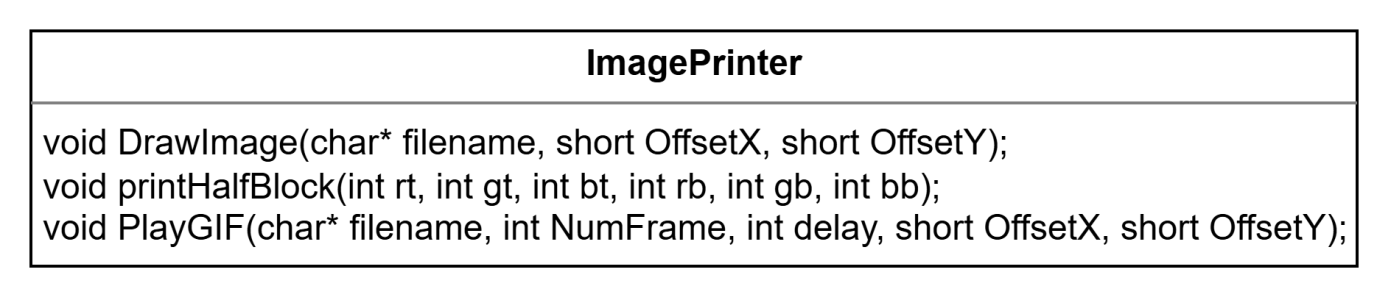 ImagePrinter
void DrawImage(char* filename, short OffsetX, short OffsetY);
void printHalfBlock(int rt, int gt, int bt, int rb, int gb, int bb);
void PlayGIF(char* filename, int NumFrame, int delay, short OffsetX, short OffsetY);